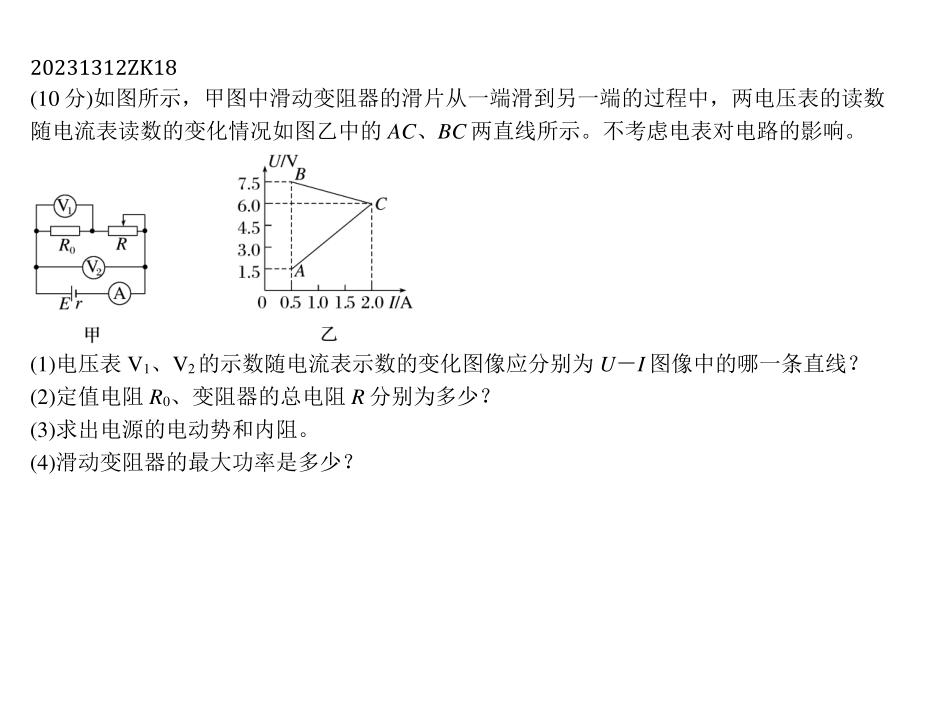 20231312ZK18
(10 分)如图所示，甲图中滑动变阻器的滑片从一端滑到另一端的过程中，两电压表的读数
随电流表读数的变化情况如图乙中的 AC、BC 两直线所示。不考虑电表对电路的影响。
V₁
R₀ R
V₂
E r A
甲
U/V
7.5 B
6.0 C
4.5
3.0
1.5 A
0 0.5 1.0 1.5 2.0 I/A
乙
(1)电压表 V₁、V₂ 的示数随电流表示数的变化图像应分别为 U－I 图像中的哪一条直线？
(2)定值电阻 R₀、变阻器的总电阻 R 分别为多少？
(3)求出电源的电动势和内阻。
(4)滑动变阻器的最大功率是多少？